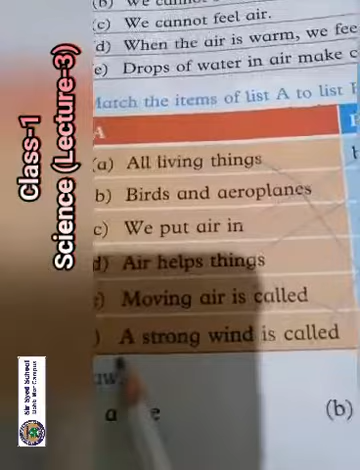 Class-1
Science (Lecture-3)
(c) We cannot feel air.
d) When the air is warm, we fee
(e) Drops of water in air make c
Match the items of list A to list
A
(a) All living things
b) Birds and aeroplanes
c) We put air in
d) Air helps things
) Moving air is called
) A strong wind is called
aw
a e
(b)